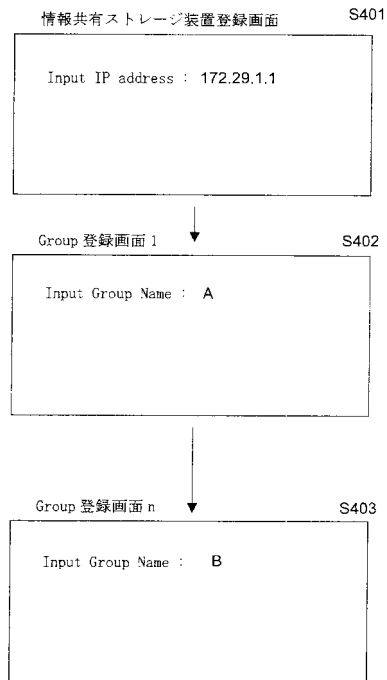 情報共有ストレージ装置登録画面 S401
Input IP address : 172.29.1.1
Group 登録画面 1 S402
Input Group Name : A
Group 登録画面 n S403
Input Group Name : B